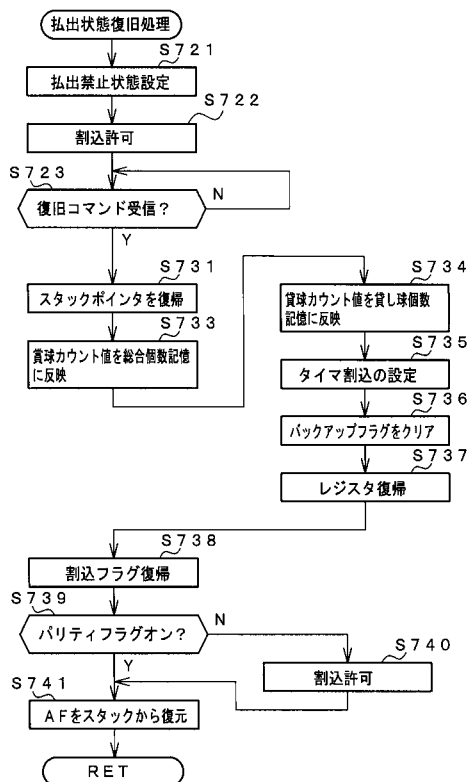 払出状態復旧処理
S721
払出禁止状態設定
S722
割込許可
S723
復旧コマンド受信?
N
Y
S731
スタックポインタを復帰
S733
賞球カウント値を総合個数記憶
に反映
S734
貸球カウント値を貸し球個数
記憶に反映
S735
タイマ割込の設定
S736
バックアップフラグをクリア
S737
レジスタ復帰
S738
割込フラグ復帰
S739
パリティフラグオン?
N
Y
S740
割込許可
S741
AFをスタックから復元
RET